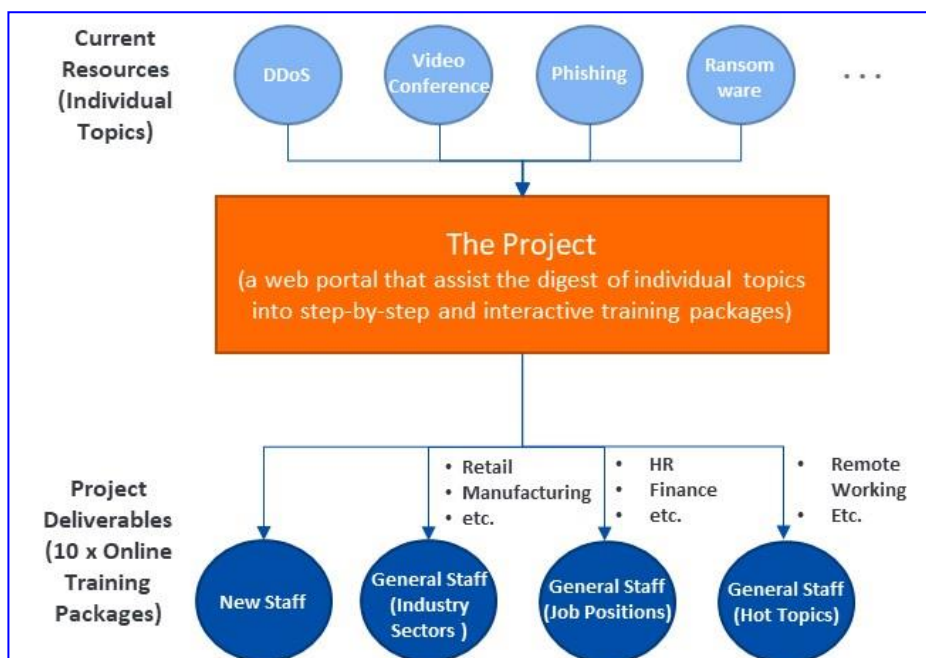 Current
Resources
(Individual
Topics)
DDoS
Video
Conference
Phishing
Ransom
ware
...
The Project
(a web portal that assist the digest of individual topics
into step-by-step and interactive training packages)
Project
Deliverables
(10 x Online
Training
Packages)
• Retail
• Manufacturing
• etc.
• HR
• Finance
• etc.
• Remote
Working
• Etc.
New Staff
General Staff
(Industry
Sectors )
General Staff
(Job Positions)
General Staff
(Hot Topics)